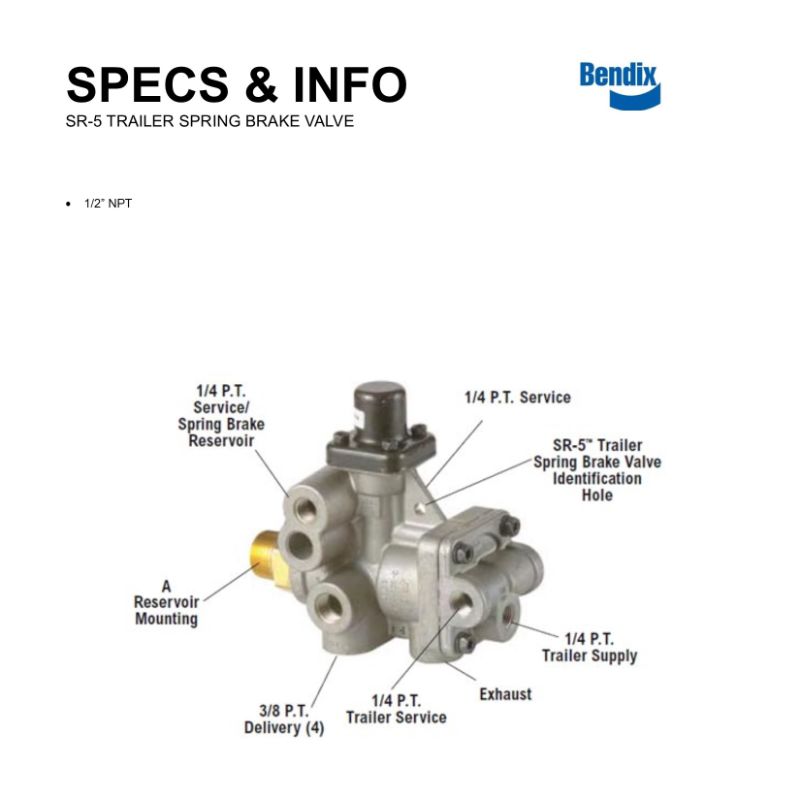 SPECS & INFO
Bendix
SR-5 TRAILER SPRING BRAKE VALVE
• 1/2” NPT
1/4 P.T.
Service/
Spring Brake
Reservoir
1/4 P.T. Service
SR-5™ Trailer
Spring Brake Valve
Identification
Hole
A
Reservoir
Mounting
1/4 P.T.
Trailer Supply
Exhaust
1/4 P.T.
Trailer Service
3/8 P.T.
Delivery (4)